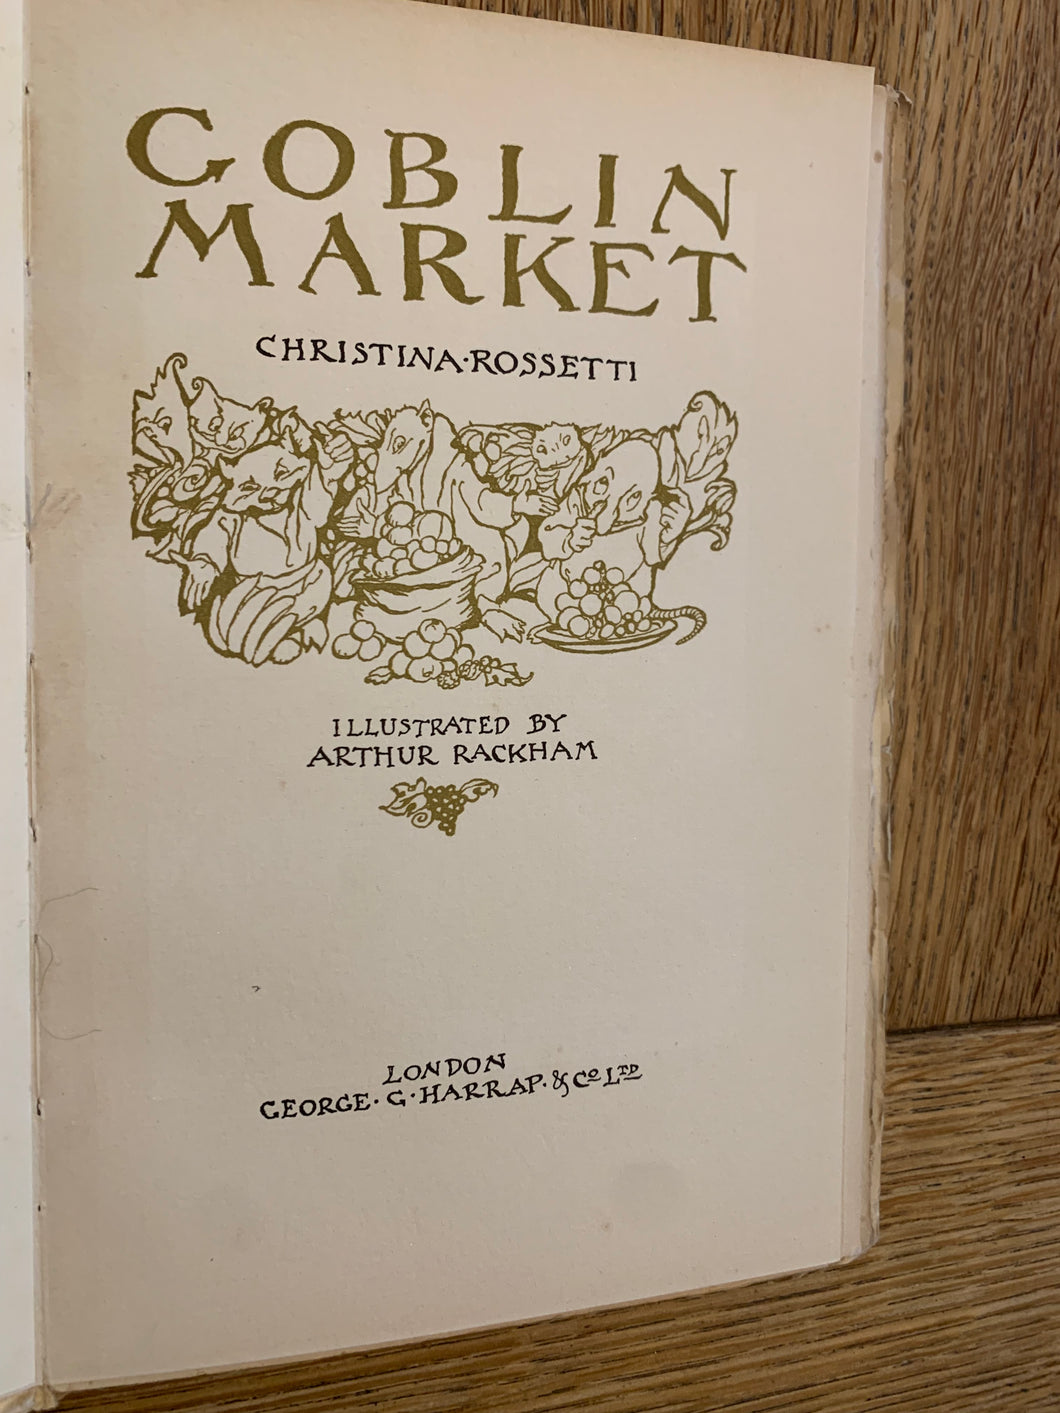 GOBLIN
MARKET
CHRISTINA·ROSSETTI
ILLUSTRATED BY
ARTHUR RACKHAM
LONDON
GEORGE·G·HARRAP·&Cº LTD